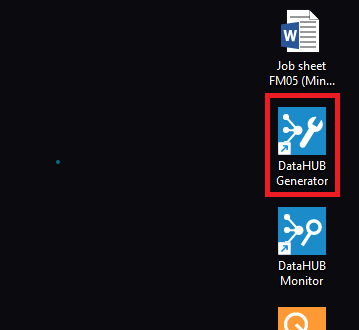 W
Job sheet
FM05 (Min...
DataHUB
Generator
DataHUB
Monitor